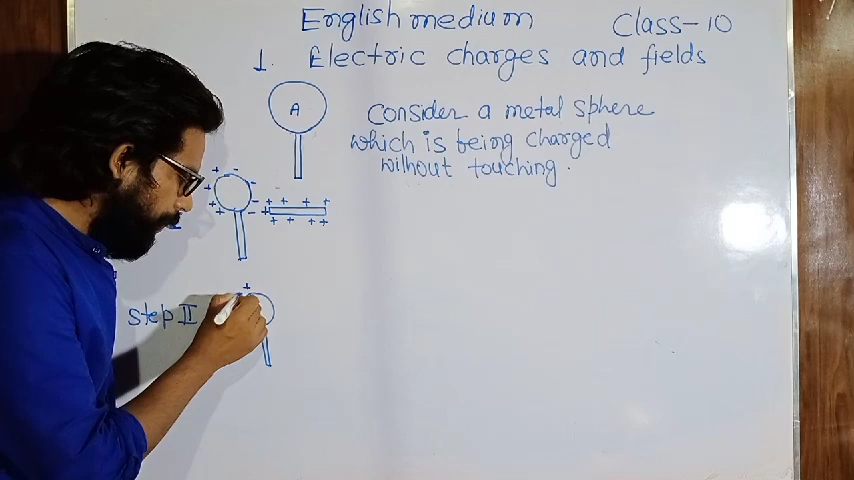 English medium Class-10
1. Electric charges and fields
A
Consider a metal sphere
which is being charged
without touching.
+ -
+ -
+ -
+ -
+ + + + +
+ + + +
Step II
+